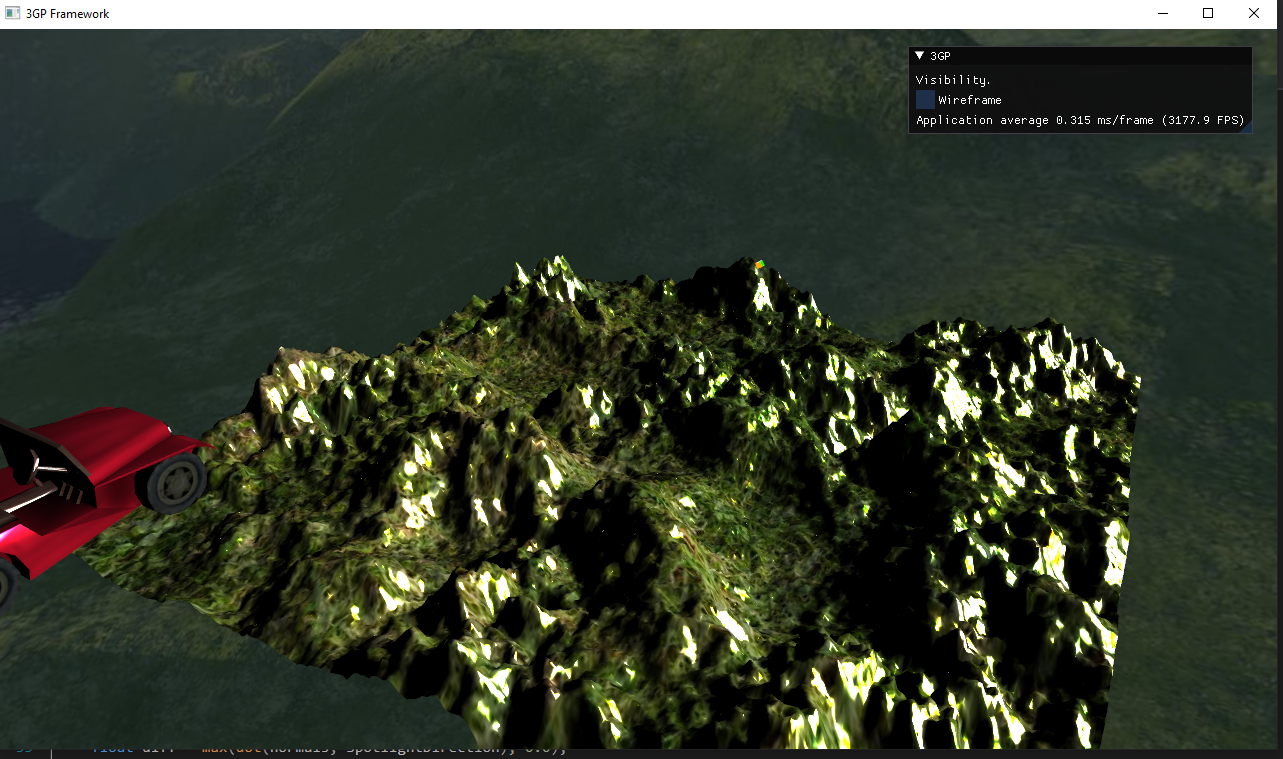 3GP Framework
3GP
Visibility.
Wireframe
Application average 0.315 ms/frame (3177.9 FPS)